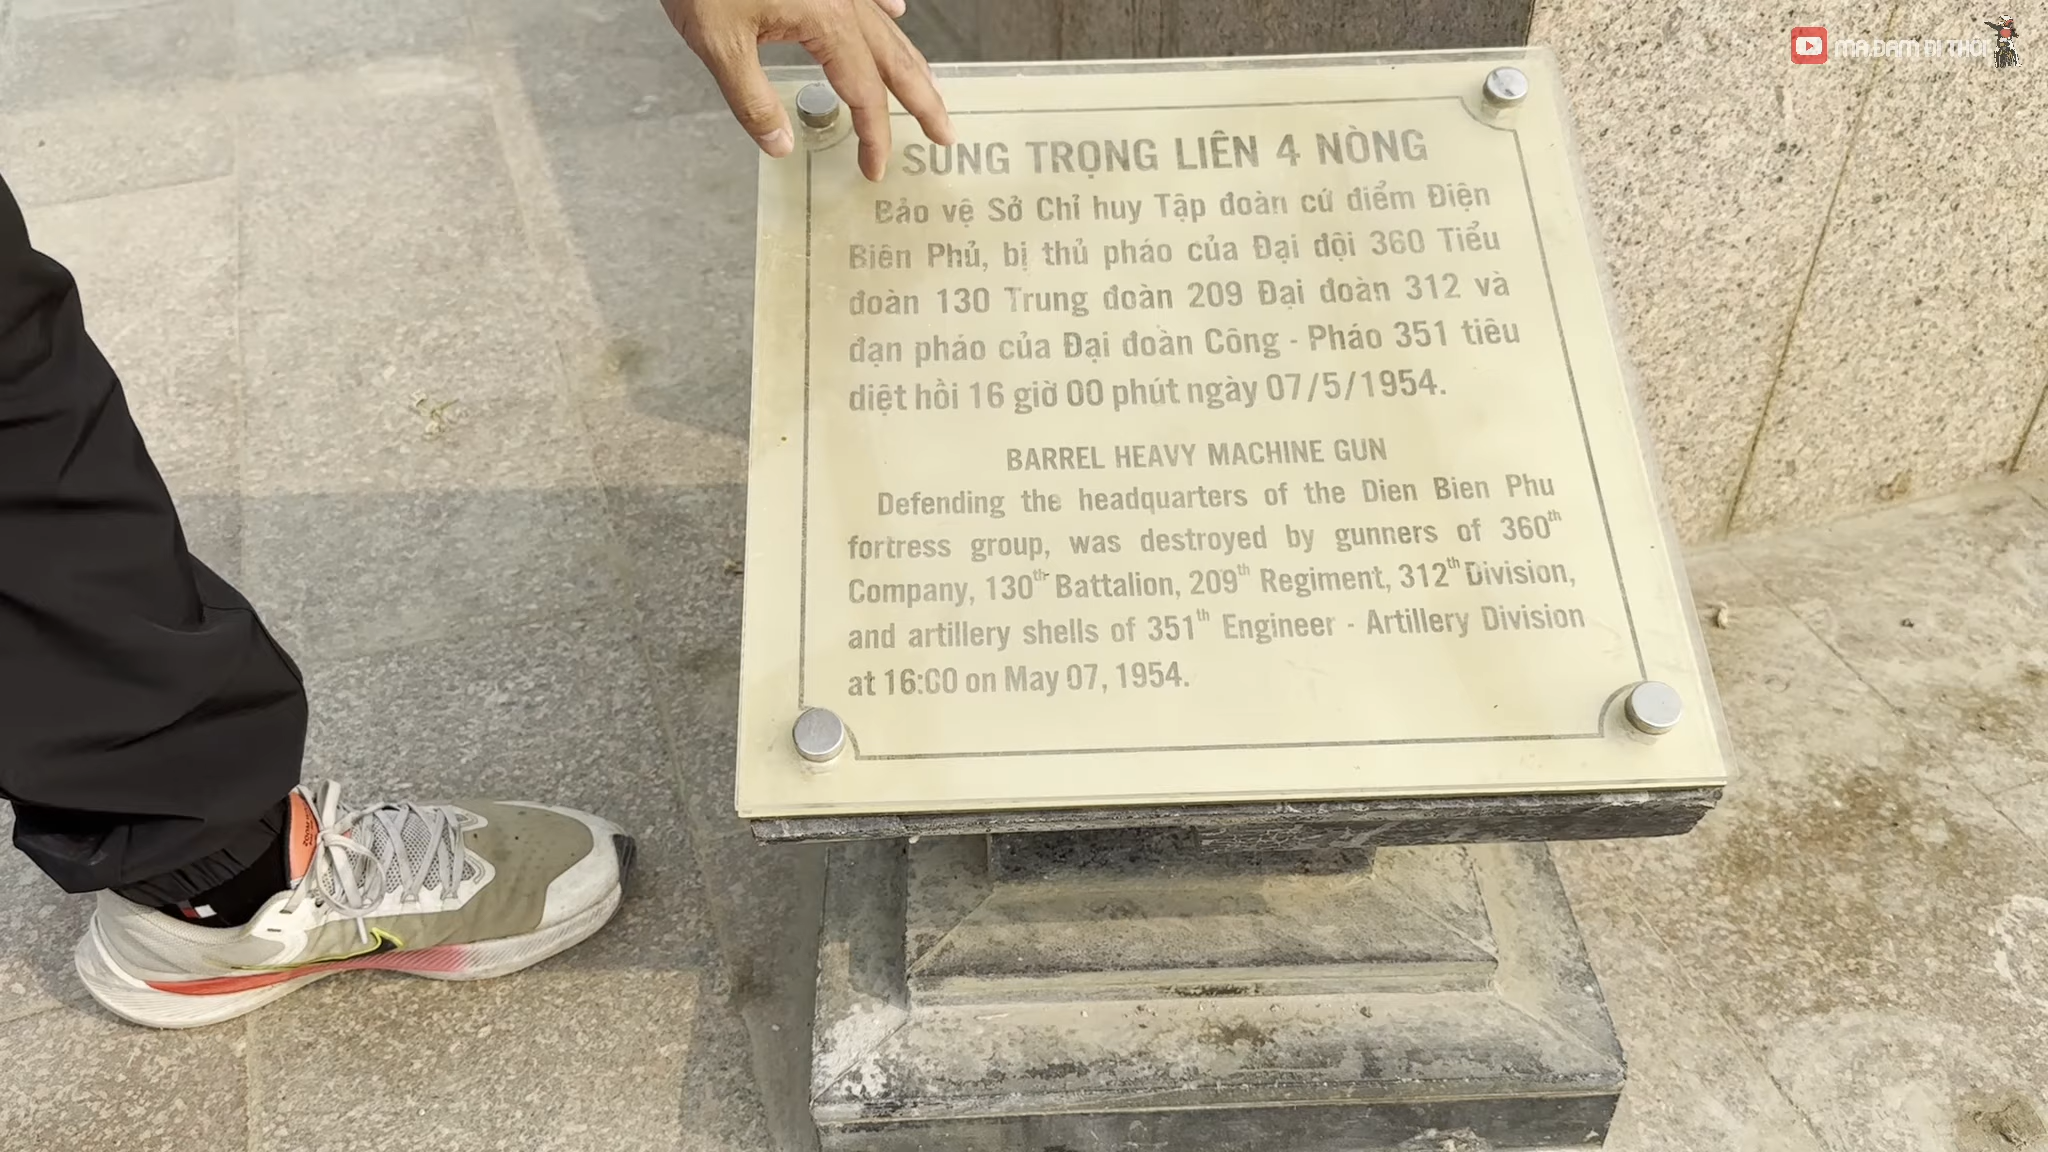 MA ĐAM ĐI THÔI
SÚNG TRỌNG LIÊN 4 NÒNG
Bảo vệ Sở Chỉ huy Tập đoàn cứ điểm Điện
Biên Phủ, bị thủ pháo của Đại đội 360 Tiểu
đoàn 130 Trung đoàn 209 Đại đoàn 312 và
đạn pháo của Đại đoàn Công - Pháo 351 tiêu
diệt hồi 16 giờ 00 phút ngày 07/5/1954.
BARREL HEAVY MACHINE GUN
Defending the headquarters of the Dien Bien Phu
fortress group, was destroyed by gunners of 360th
Company, 130th Battalion, 209th Regiment, 312th Division,
and artillery shells of 351th Engineer - Artillery Division
at 16:00 on May 07, 1954.